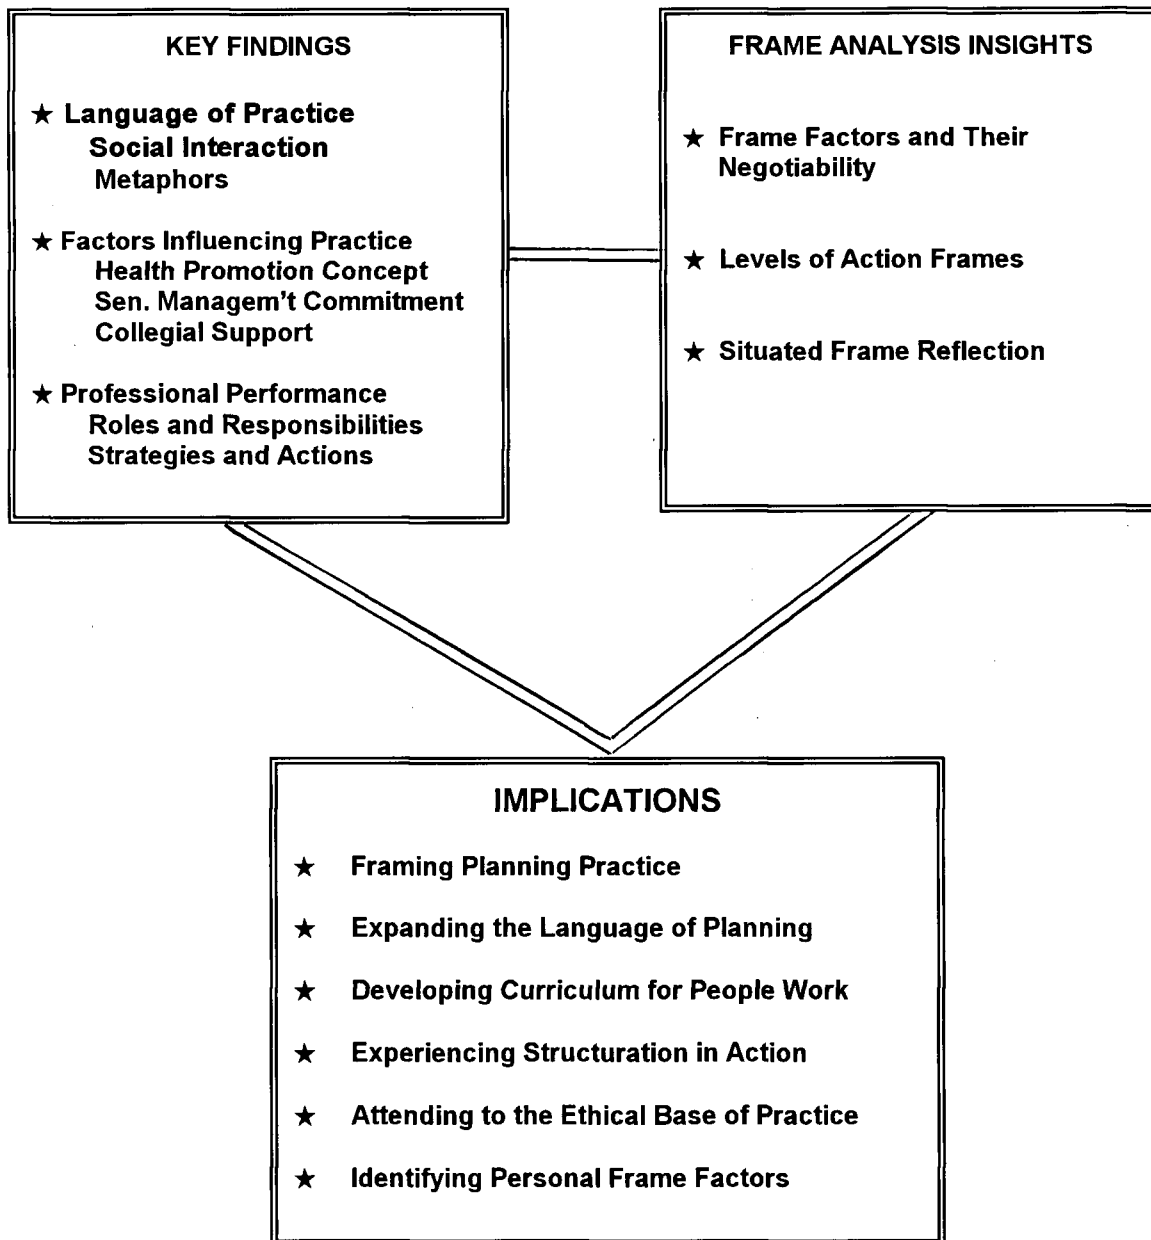 KEY FINDINGS
★ Language of Practice
Social Interaction
Metaphors
★ Factors Influencing Practice
Health Promotion Concept
Sen. Managem't Commitment
Collegial Support
★ Professional Performance
Roles and Responsibilities
Strategies and Actions
FRAME ANALYSIS INSIGHTS
★ Frame Factors and Their
Negotiability
★ Levels of Action Frames
★ Situated Frame Reflection
IMPLICATIONS
★ Framing Planning Practice
★ Expanding the Language of Planning
★ Developing Curriculum for People Work
★ Experiencing Structuration in Action
★ Attending to the Ethical Base of Practice
★ Identifying Personal Frame Factors